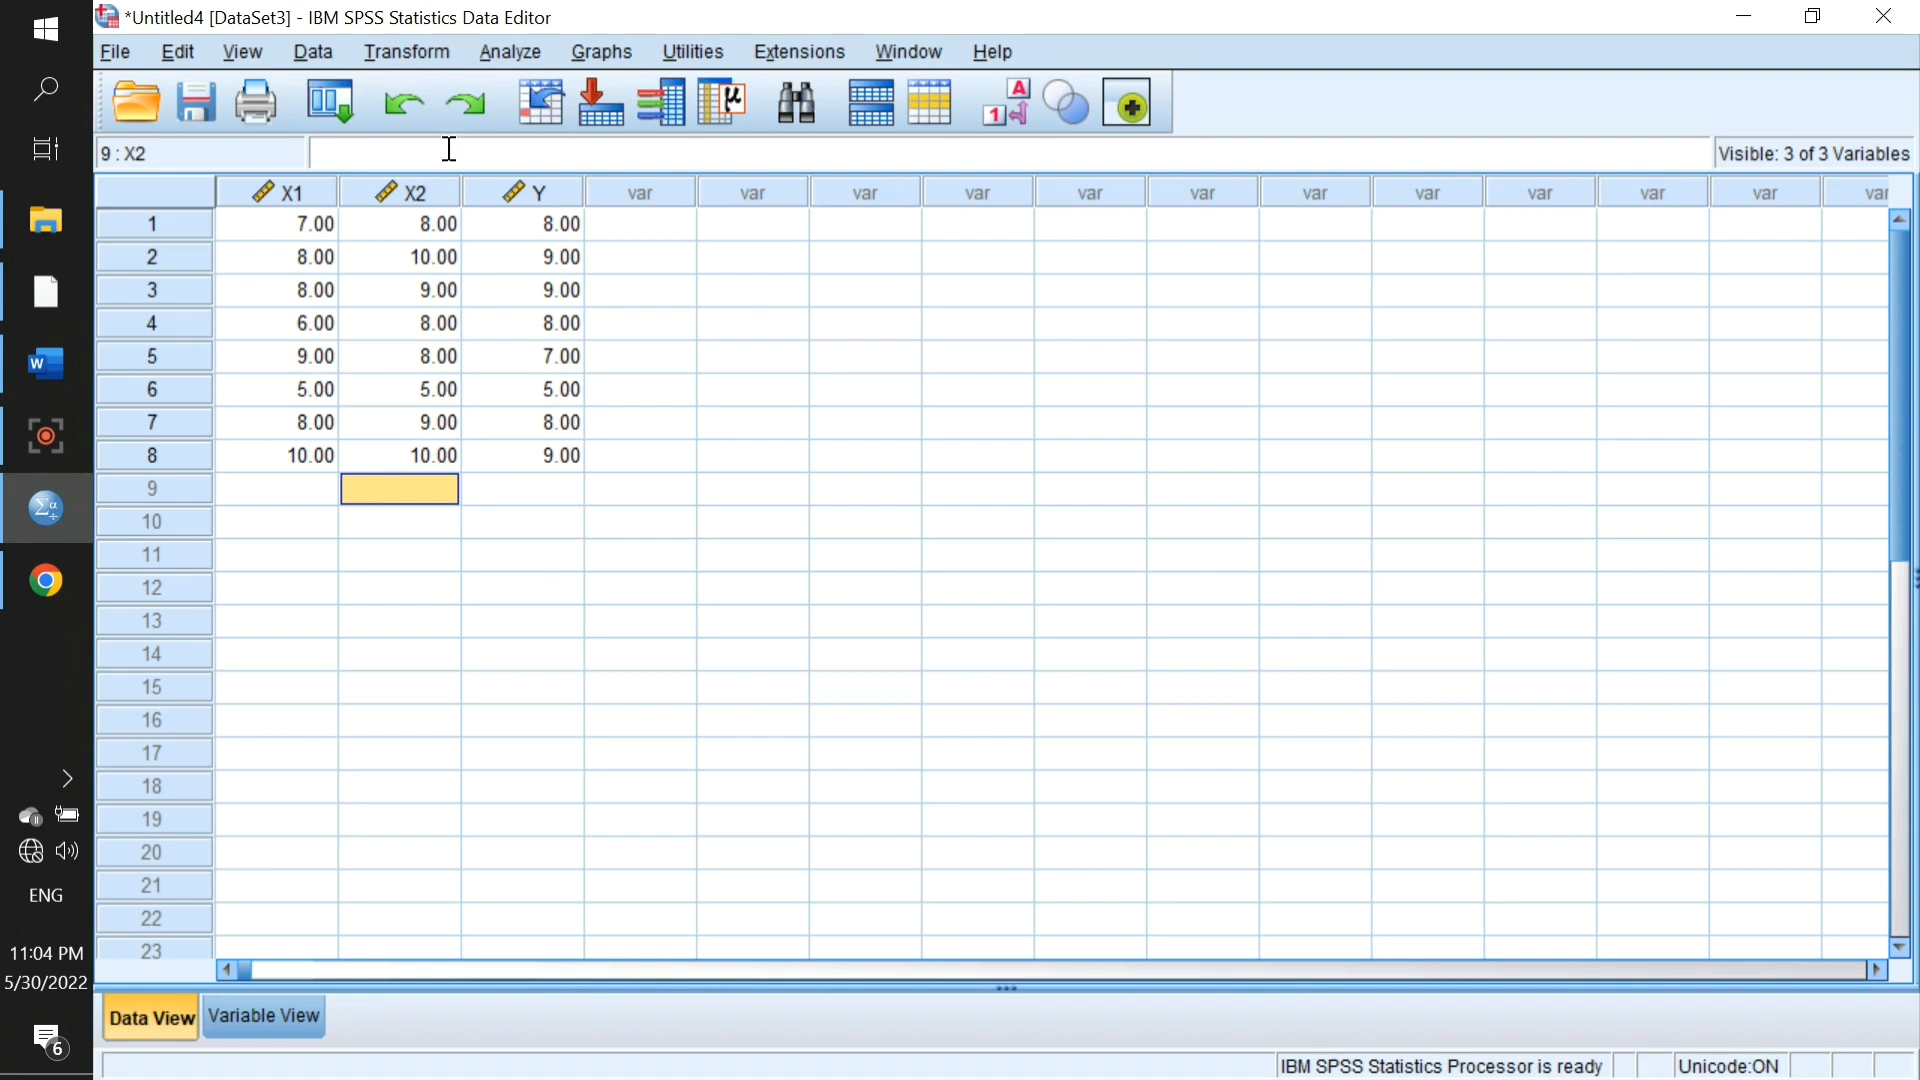 *Untitled4 [DataSet3] - IBM SPSS Statistics Data Editor
File Edit View Data Transform Analyze Graphs Utilities Extensions Window Help
9 : X2 Visible: 3 of 3 Variables
X1 X2 Y var var var var var var var var var var var var
1 7.00 8.00 8.00
2 8.00 10.00 9.00
3 8.00 9.00 9.00
4 6.00 8.00 8.00
5 9.00 8.00 7.00
6 5.00 5.00 5.00
7 8.00 9.00 8.00
8 10.00 10.00 9.00
9
10
11
12
13
14
15
16
17
18
19
20
21
22
23
Data View Variable View
IBM SPSS Statistics Processor is ready Unicode:ON
ENG
11:04 PM
5/30/2022
6